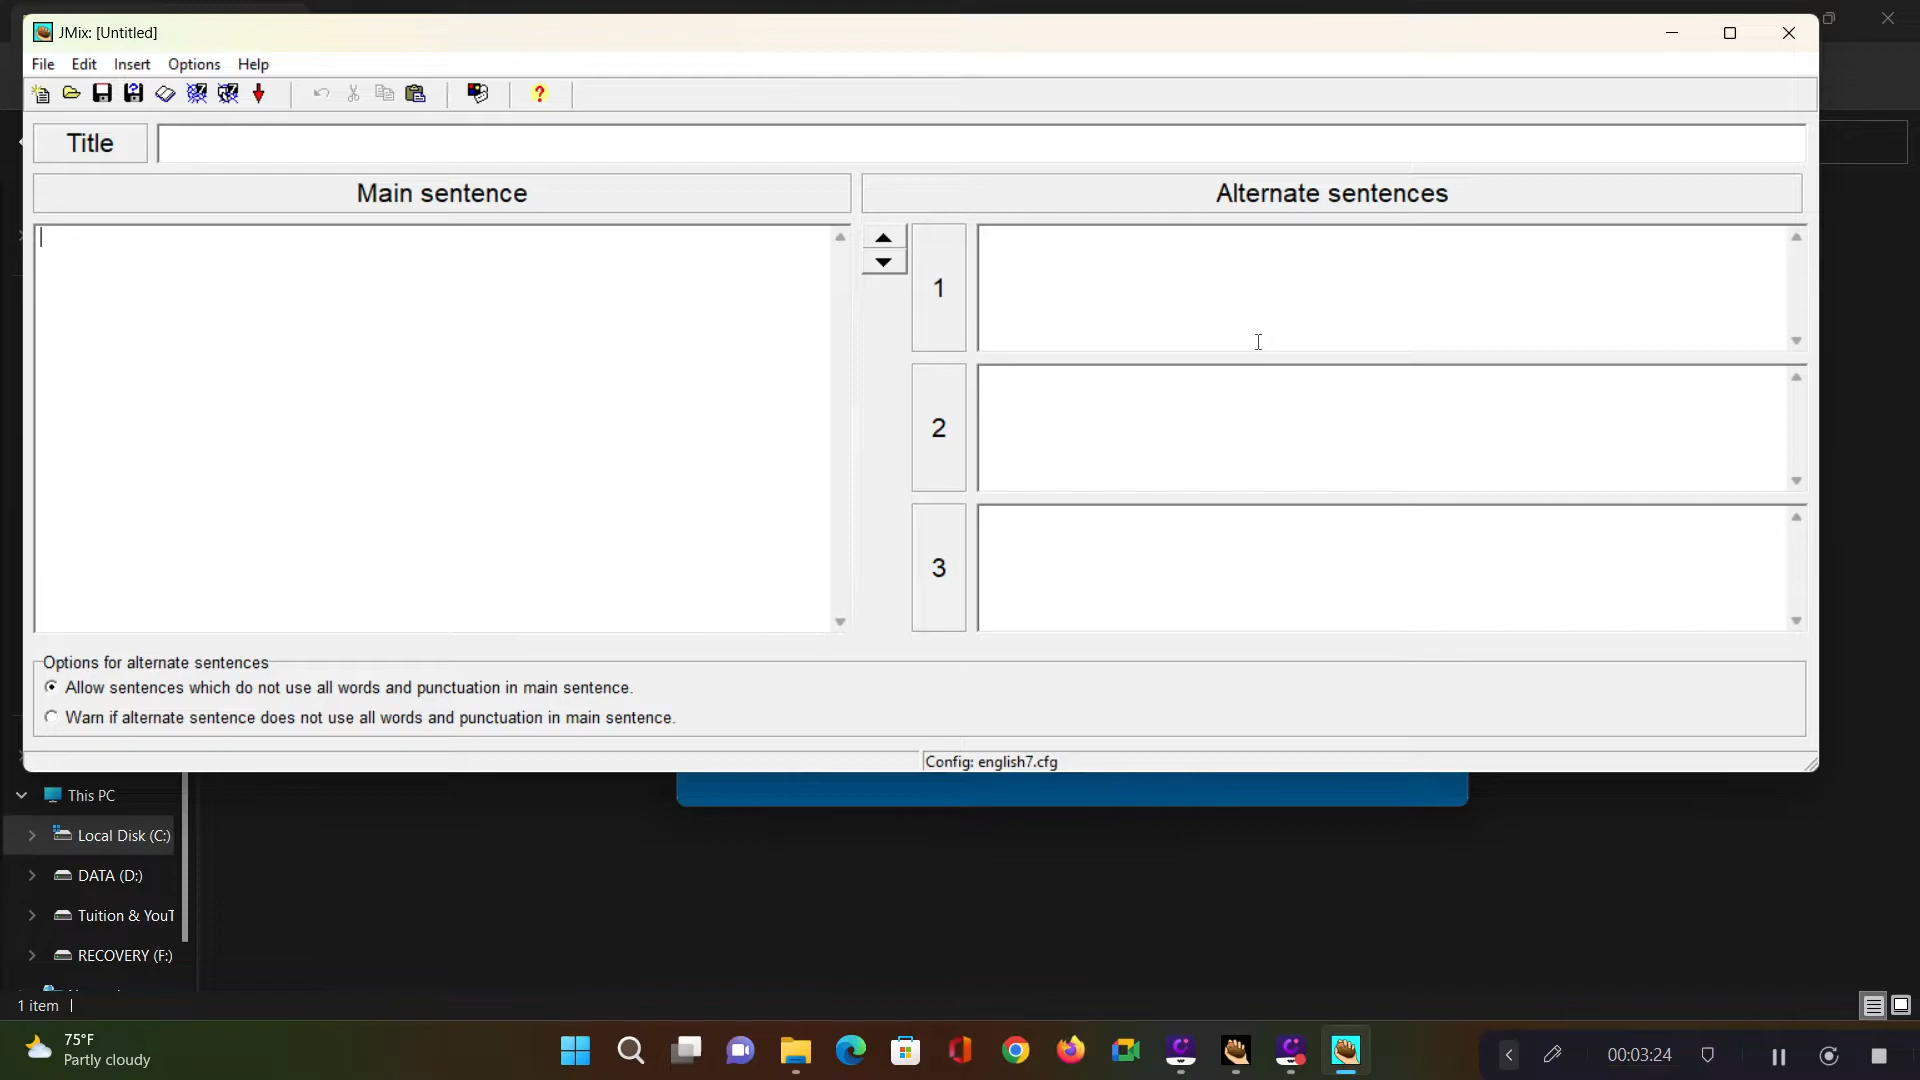 JMix: [Untitled]
File Edit Insert Options Help
Title
Main sentence
Alternate sentences
1
2
3
Options for alternate sentences
Allow sentences which do not use all words and punctuation in main sentence.
Warn if alternate sentence does not use all words and punctuation in main sentence.
Config: english7.cfg
This PC
Local Disk (C:)
DATA (D:)
Tuition & YouT
RECOVERY (F:)
1 item
75°F
Partly cloudy
00:03:24